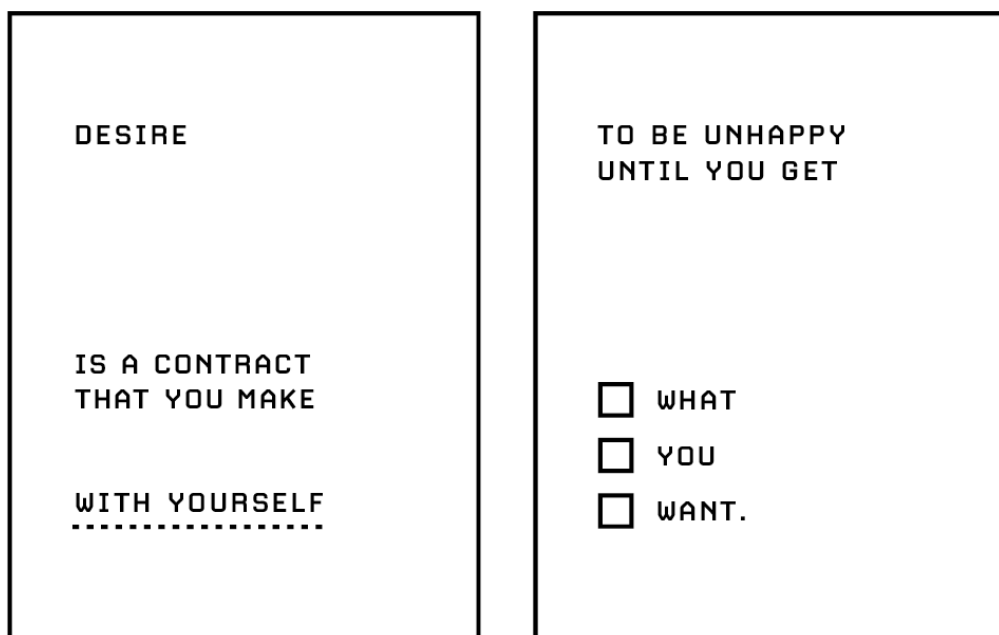 DESIRE
IS A CONTRACT
THAT YOU MAKE
WITH YOURSELF
TO BE UNHAPPY
UNTIL YOU GET
WHAT
YOU
WANT.